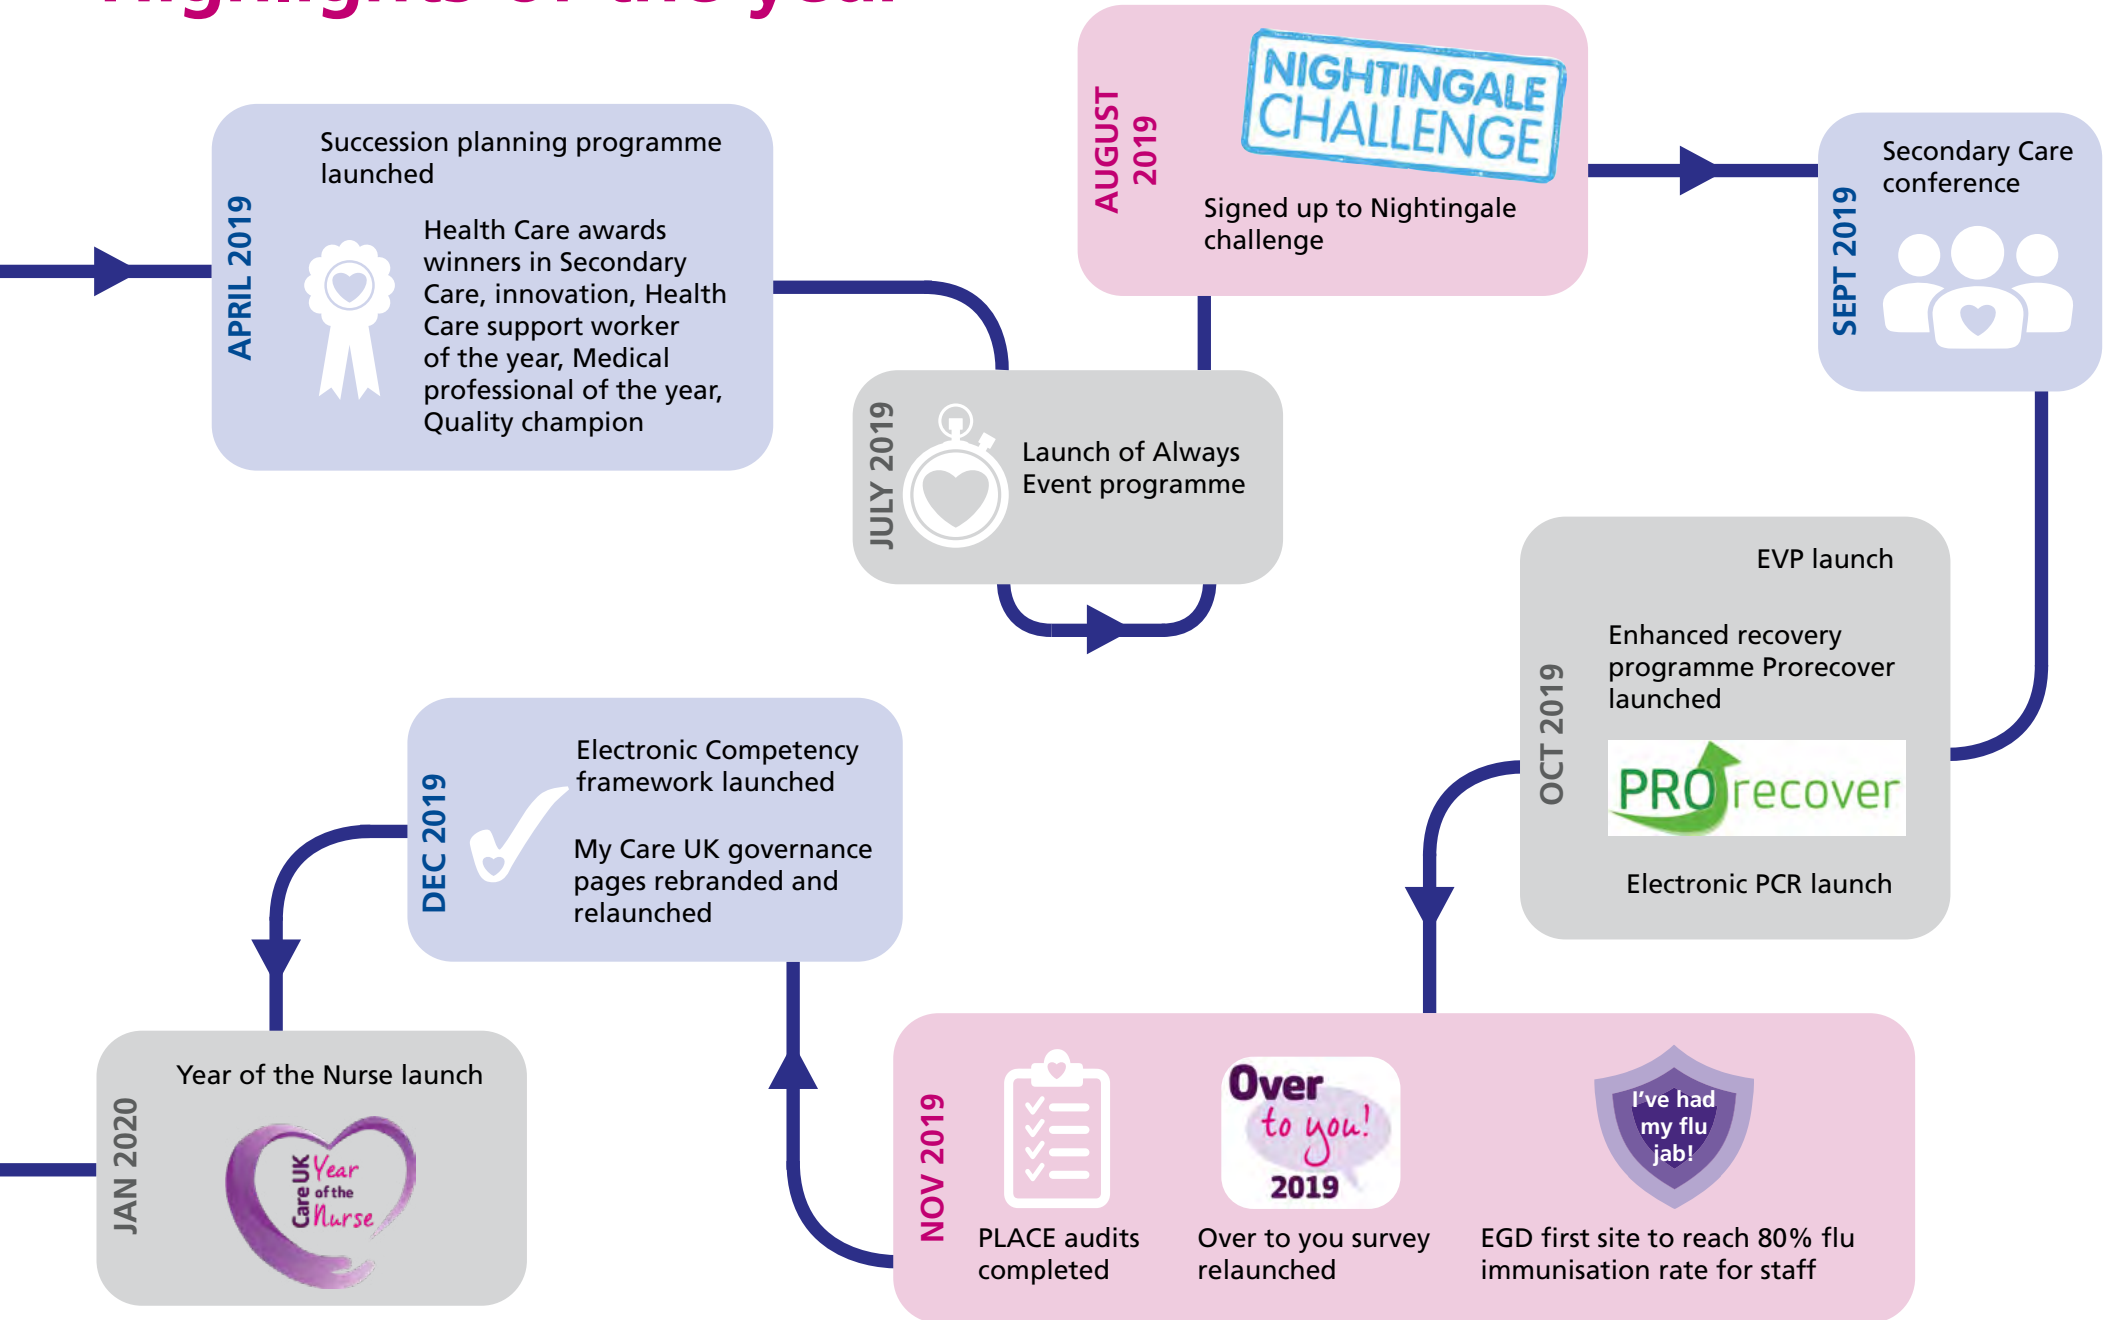 Highlights of the year
APRIL 2019
Succession planning programme
launched
Health Care awards
winners in Secondary
Care, innovation, Health
Care support worker
of the year, Medical
professional of the year,
Quality champion
JULY 2019
Launch of Always
Event programme
AUGUST
2019
NIGHTINGALE
CHALLENGE
Signed up to Nightingale
challenge
SEPT 2019
Secondary Care
conference
OCT 2019
EVP launch
Enhanced recovery
programme Prorecover
launched
PROrecover
Electronic PCR launch
NOV 2019
PLACE audits
completed
Over
to you!
2019
Over to you survey
relaunched
I've had
my flu
jab!
EGD first site to reach 80% flu
immunisation rate for staff
DEC 2019
Electronic Competency
framework launched
My Care UK governance
pages rebranded and
relaunched
JAN 2020
Year of the Nurse launch
Care UK
Year
of the
Nurse